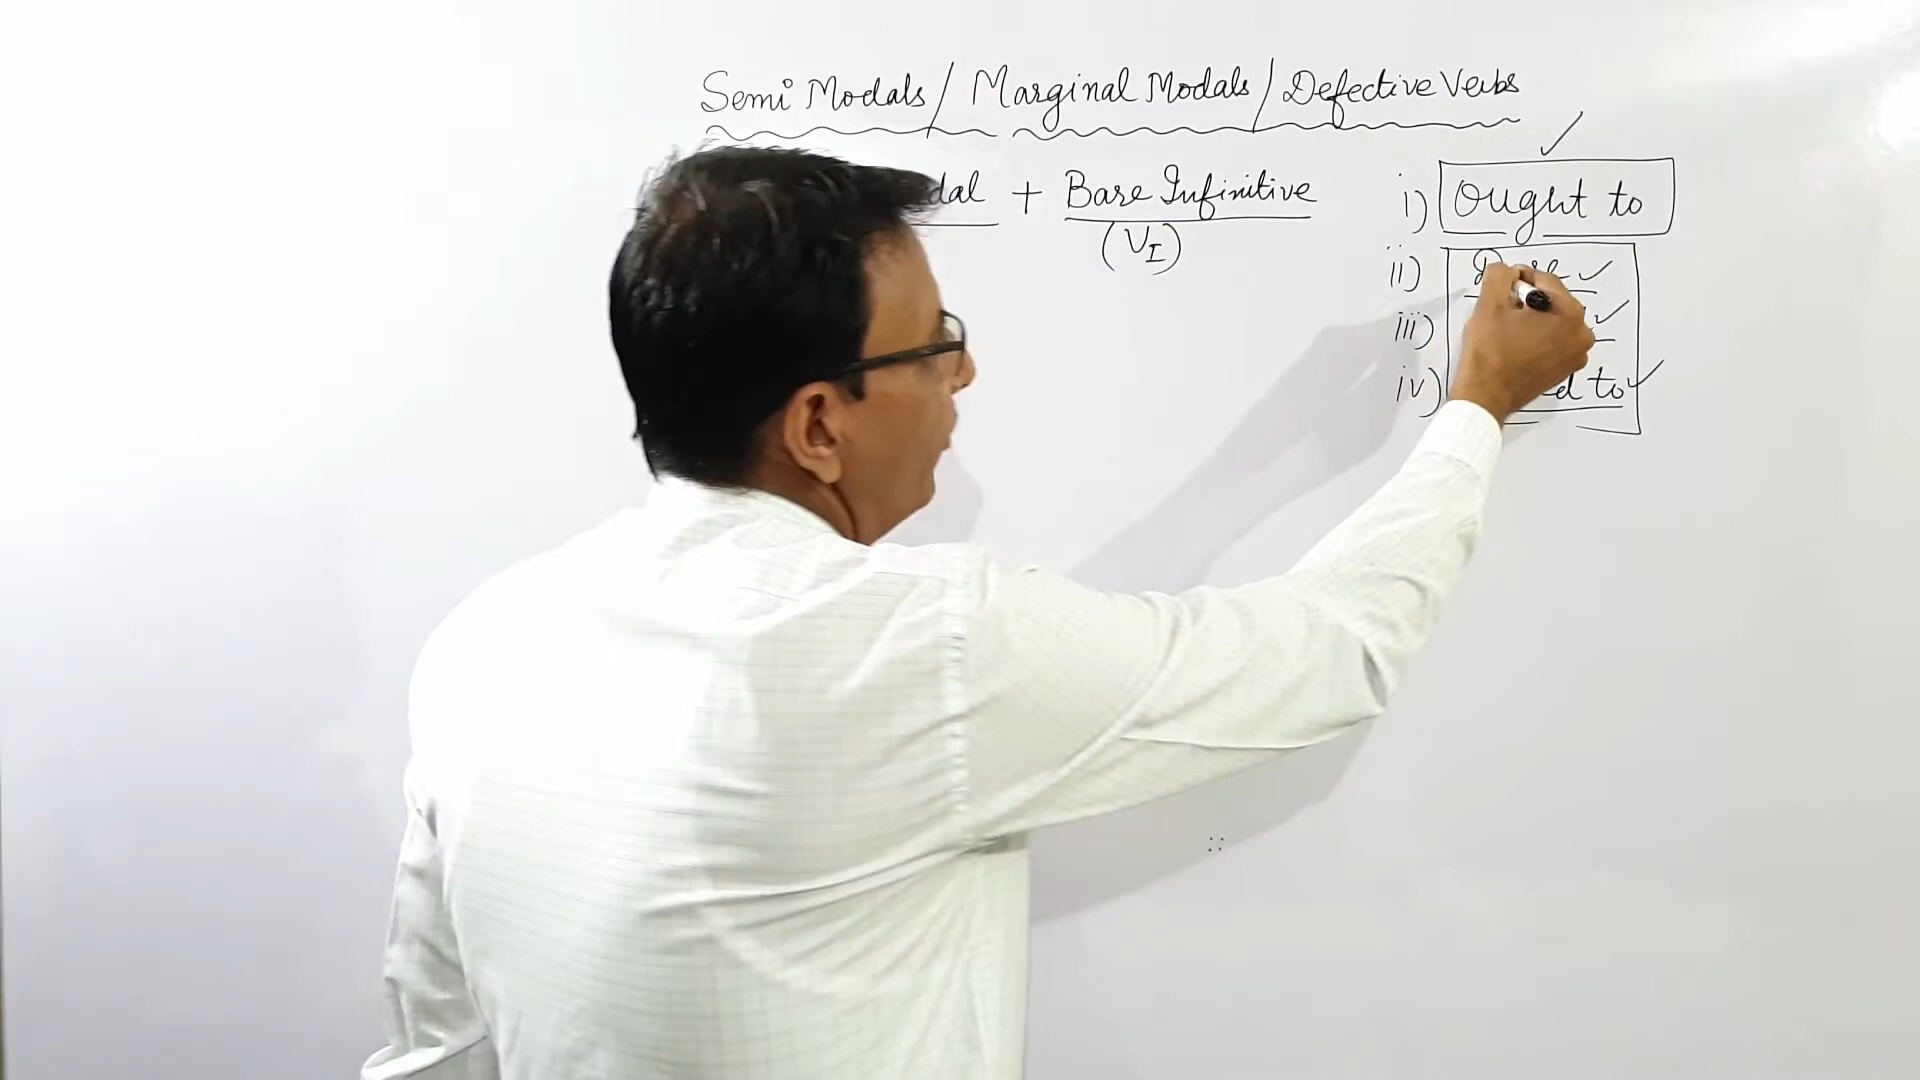 Semi Modals / Marginal Modals / Defective Verbs
dal + Bare Infinitive
(V_I)
i) Ought to
ii)
iii)
iv) d to